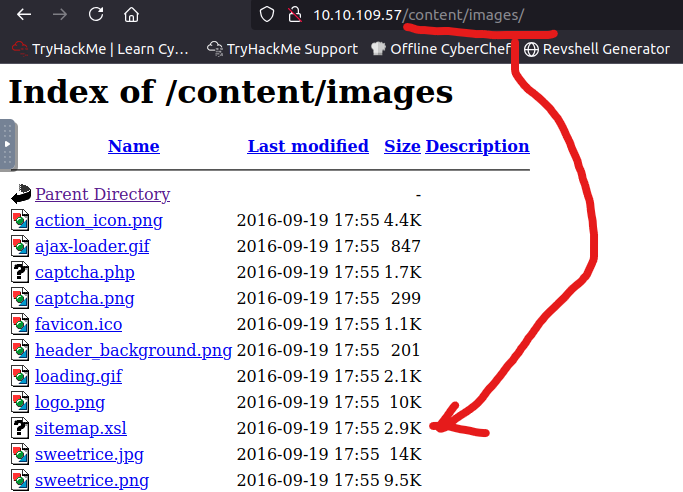 10.10.109.57/content/images/
TryHackMe | Learn Cy… TryHackMe Support Offline CyberChef Revshell Generator
Index of /content/images
Name Last modified Size Description
Parent Directory -
action_icon.png 2016-09-19 17:55 4.4K
ajax-loader.gif 2016-09-19 17:55 847
captcha.php 2016-09-19 17:55 1.7K
captcha.png 2016-09-19 17:55 299
favicon.ico 2016-09-19 17:55 1.1K
header_background.png 2016-09-19 17:55 201
loading.gif 2016-09-19 17:55 2.1K
logo.png 2016-09-19 17:55 10K
sitemap.xsl 2016-09-19 17:55 2.9K
sweetrice.jpg 2016-09-19 17:55 14K
sweetrice.png 2016-09-19 17:55 9.5K